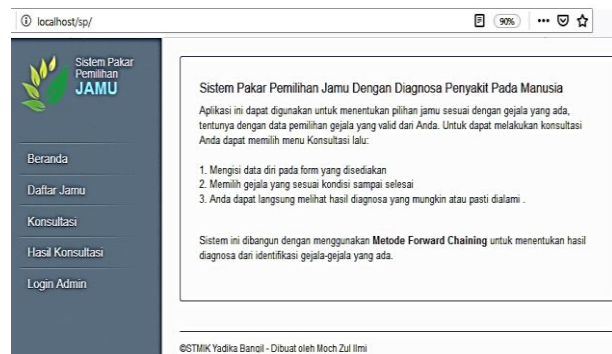 localhost/sp/
90%
Sistem Pakar
Pemilihan
JAMU
Beranda
Daftar Jamu
Konsultasi
Hasil Konsultasi
Login Admin
Sistem Pakar Pemilihan Jamu Dengan Diagnosa Penyakit Pada Manusia
Aplikasi ini dapat digunakan untuk menentukan pilihan jamu sesuai dengan gejala yang ada,
tentunya dengan data pemilihan gejala yang valid dari Anda. Untuk dapat melakukan konsultasi
Anda dapat memilih menu Konsultasi lalu:
1. Mengisi data diri pada form yang disediakan
2. Memilih gejala yang sesuai kondisi sampai selesai
3. Anda dapat langsung melihat hasil diagnosa yang mungkin atau pasti dialami .
Sistem ini dibangun dengan menggunakan Metode Forward Chaining untuk menentukan hasil
diagnosa dari identifikasi gejala-gejala yang ada.
©STMIK Yadika Bangil - Dibuat oleh Moch Zul Ilmi